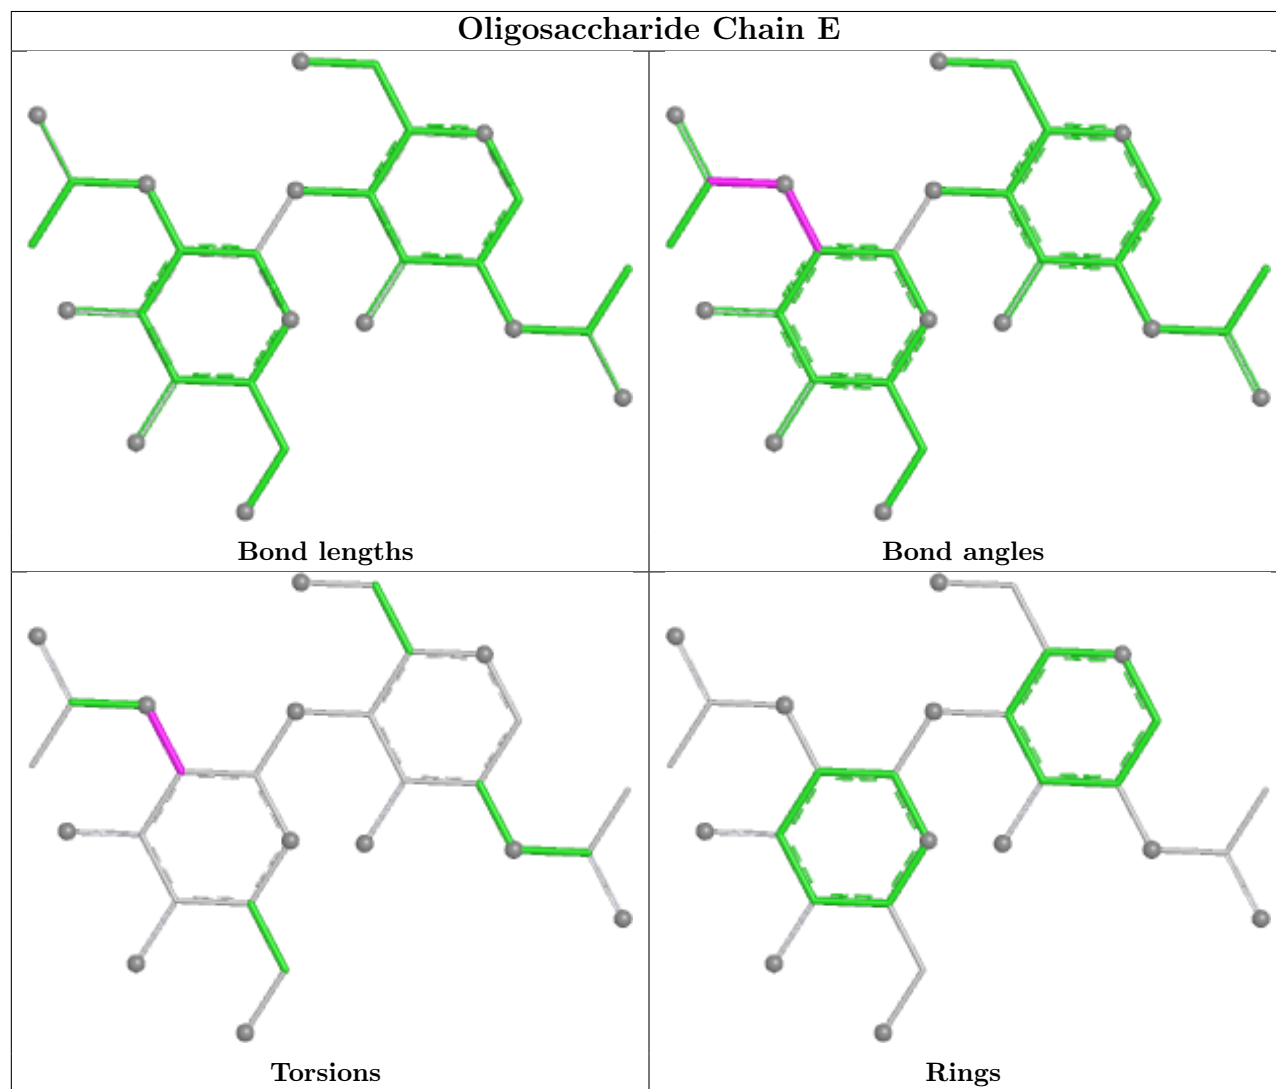 Oligosaccharide Chain E
Bond lengths
Bond angles
Torsions
Rings